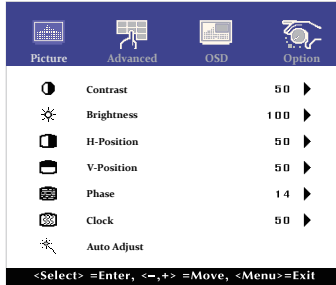 Picture Advanced OSD Option
Contrast 50
Brightness 100
H-Position 50
V-Position 50
Phase 14
Clock 50
Auto Adjust
<Select> =Enter, <−,+> =Move, <Menu>=Exit